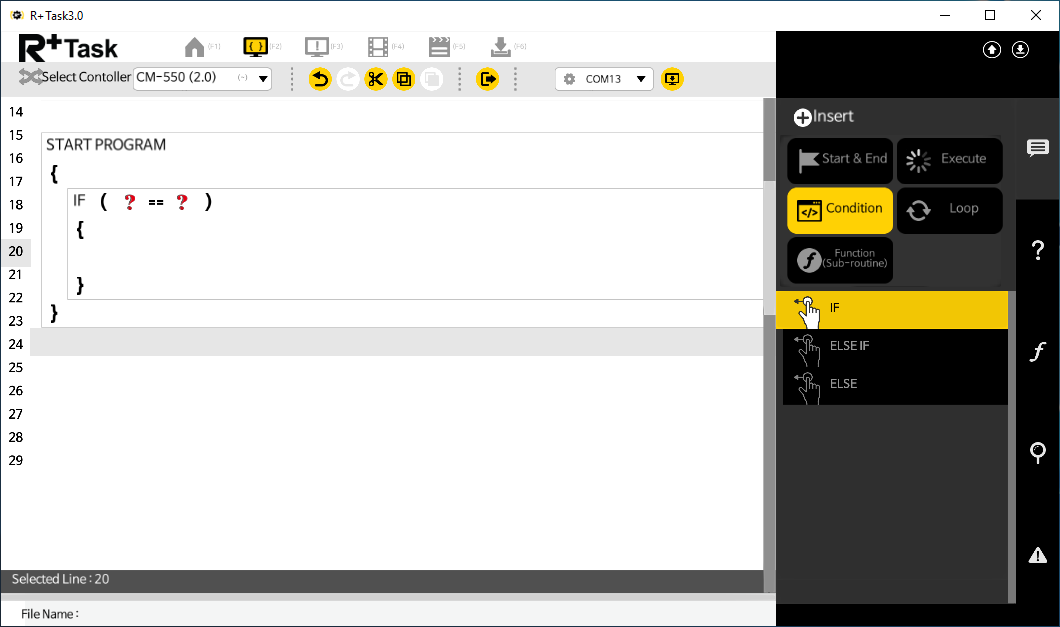 R+ Task3.0
R+Task (F1) (F2) (F3) (F4) (F5) (F6)
Select Contoller CM-550 (2.0) (-) COM13
14
15
START PROGRAM
16
{
17
18
IF ( ? == ? )
19
{
20
21
22
}
23
}
24
25
26
27
28
29
Selected Line : 20
File Name :
Insert
Start & End
Execute
Condition
Loop
Function
(Sub-routine)
IF
ELSE IF
ELSE